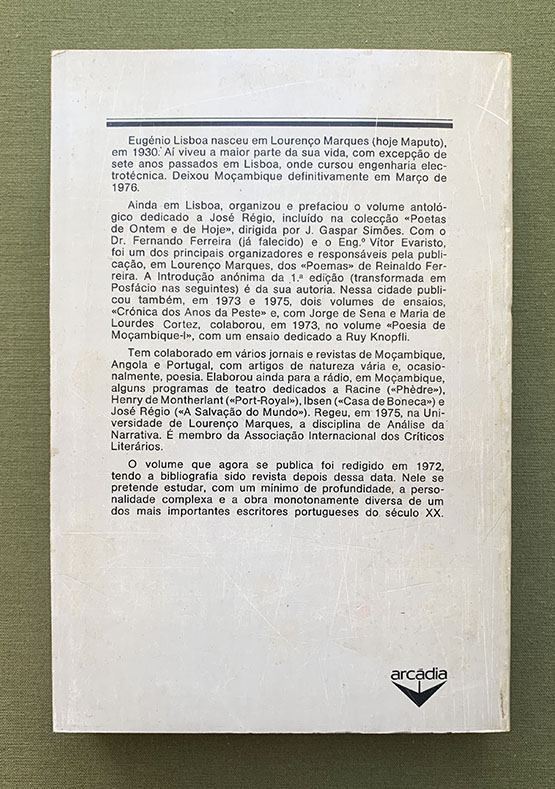 Eugénio Lisboa nasceu em Lourenço Marques (hoje Maputo),
em 1930. Aí viveu a maior parte da sua vida, com excepção de
sete anos passados em Lisboa, onde cursou engenharia elec-
trotécnica. Deixou Moçambique definitivamente em Março de
1976.
Ainda em Lisboa, organizou e prefaciou o volume antoló-
gico dedicado a José Régio, incluído na colecção «Poetas
de Ontem e de Hoje», dirigida por J. Gaspar Simões. Com o
Dr. Fernando Ferreira (já falecido) e o Eng.º Vítor Evaristo,
foi um dos principais organizadores e responsáveis pela publi-
cação, em Lourenço Marques, dos «Poemas» de Reinaldo Fer-
reira. A Introdução anónima da 1.ª edição (transformada em
Posfácio nas seguintes) é da sua autoria. Nessa cidade publi-
cou também, em 1973 e 1975, dois volumes de ensaios,
«Crónica dos Anos da Peste» e, com Jorge de Sena e Maria de
Lourdes Cortez, colaborou, em 1973, no volume «Poesia de
Moçambique-I», com um ensaio dedicado a Ruy Knopfli.
Tem colaborado em vários jornais e revistas de Moçambique,
Angola e Portugal, com artigos de natureza vária e, ocasio-
nalmente, poesia. Elaborou ainda para a rádio, em Moçambique,
alguns programas de teatro dedicados a Racine («Phèdre»),
Henry de Montherlant («Port-Royal»), Ibsen («Casa de Boneca») e
José Régio («A Salvação do Mundo»). Regeu, em 1975, na Uni-
versidade de Lourenço Marques, a disciplina de Análise da
Narrativa. É membro da Associação Internacional dos Críticos
Literários.
O volume que agora se publica foi redigido em 1972,
tendo a bibliografia sido revista depois dessa data. Nele se
pretende estudar, com um mínimo de profundidade, a perso-
nalidade complexa e a obra monotonamente diversa de um
dos mais importantes escritores portugueses do século XX.
arcádia